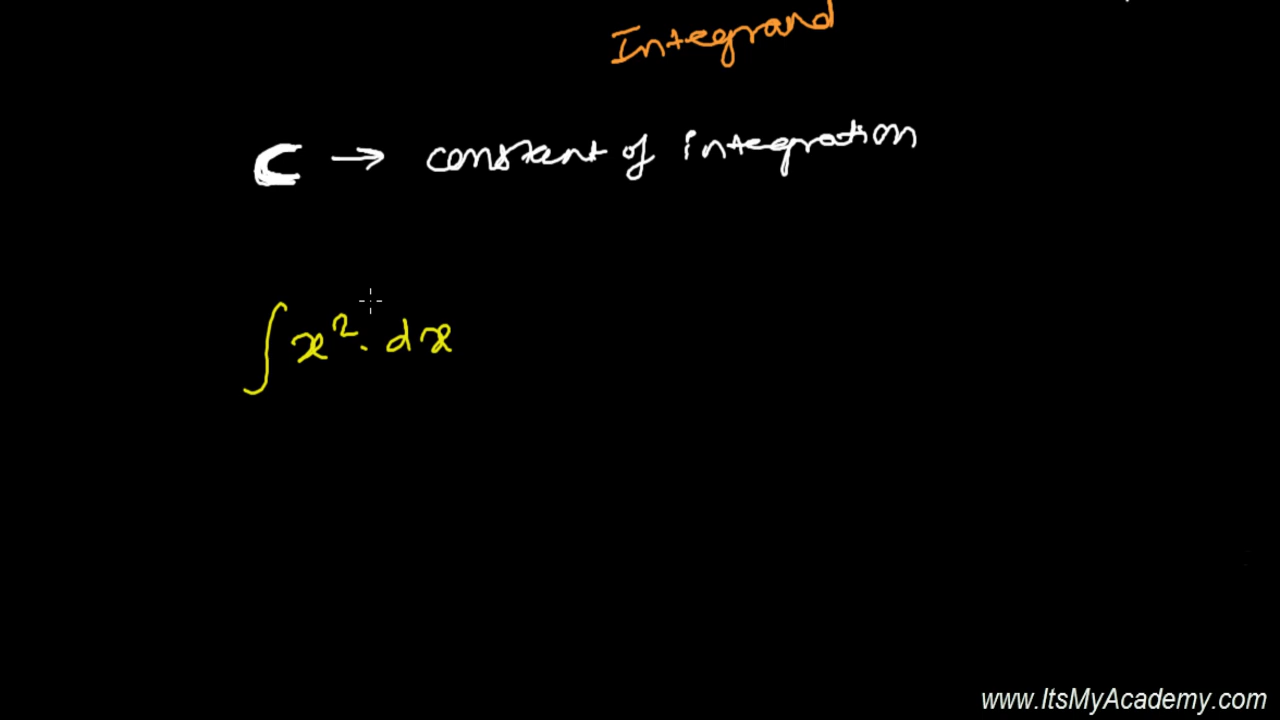 Integrand
C → constant of integration
∫ x². dx
www.ItsMyAcademy.com